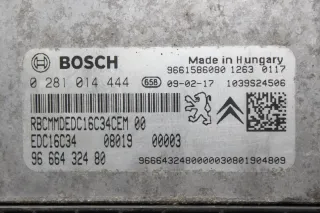 BOSCH
Made in Hungary
9661586080 1263 0117
0 281 014 444 658 09-02-17 1039S24506
RBCMMDEDC16C34CEM 00
EDC16C34 08019 00003
96 664 324 80
96664324800000030801904809